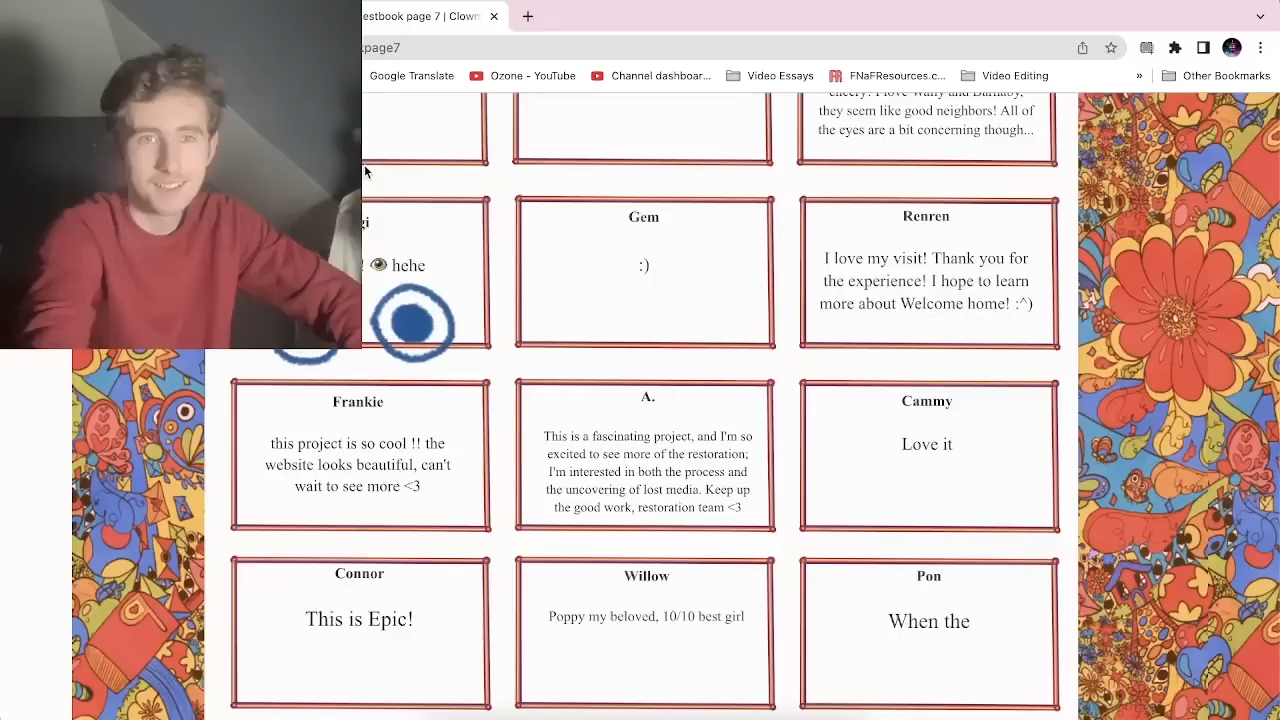 estbook page 7 | Clown
page7
Google Translate
Ozone - YouTube
Channel dashboar...
Video Essays
FNaFResources.c...
Video Editing
»
Other Bookmarks
they seem like good neighbors! All of
the eyes are a bit concerning though...
gi
hehe
Gem
:)
Renren
I love my visit! Thank you for
the experience! I hope to learn
more about Welcome home! :^)
Frankie
this project is so cool !! the
website looks beautiful, can't
wait to see more <3
A.
This is a fascinating project, and I'm so
excited to see more of the restoration;
I'm interested in both the process and
the uncovering of lost media. Keep up
the good work, restoration team <3
Cammy
Love it
Connor
This is Epic!
Willow
Poppy my beloved, 10/10 best girl
Pon
When the